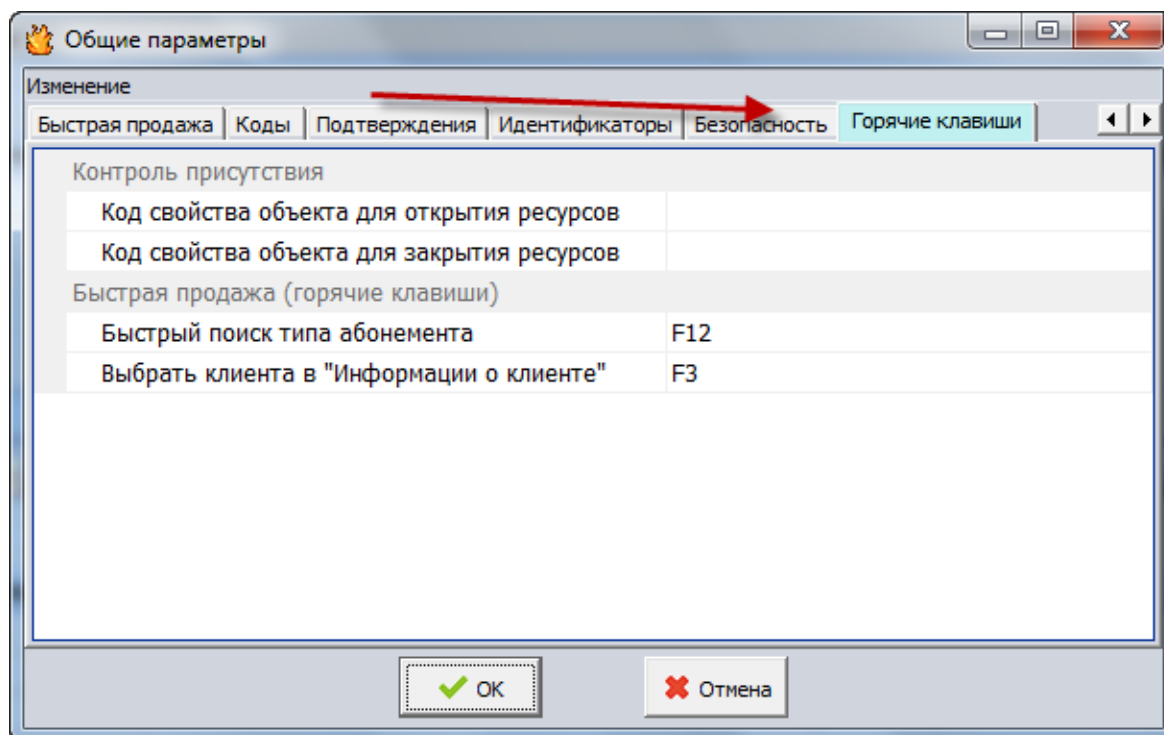 Общие параметры
Изменение
Быстрая продажа Коды Подтверждения Идентификаторы Безопасность Горячие клавиши
Контроль присутствия
Код свойства объекта для открытия ресурсов
Код свойства объекта для закрытия ресурсов
Быстрая продажа (горячие клавиши)
Быстрый поиск типа абонемента F12
Выбрать клиента в "Информации о клиенте" F3
OK Отмена